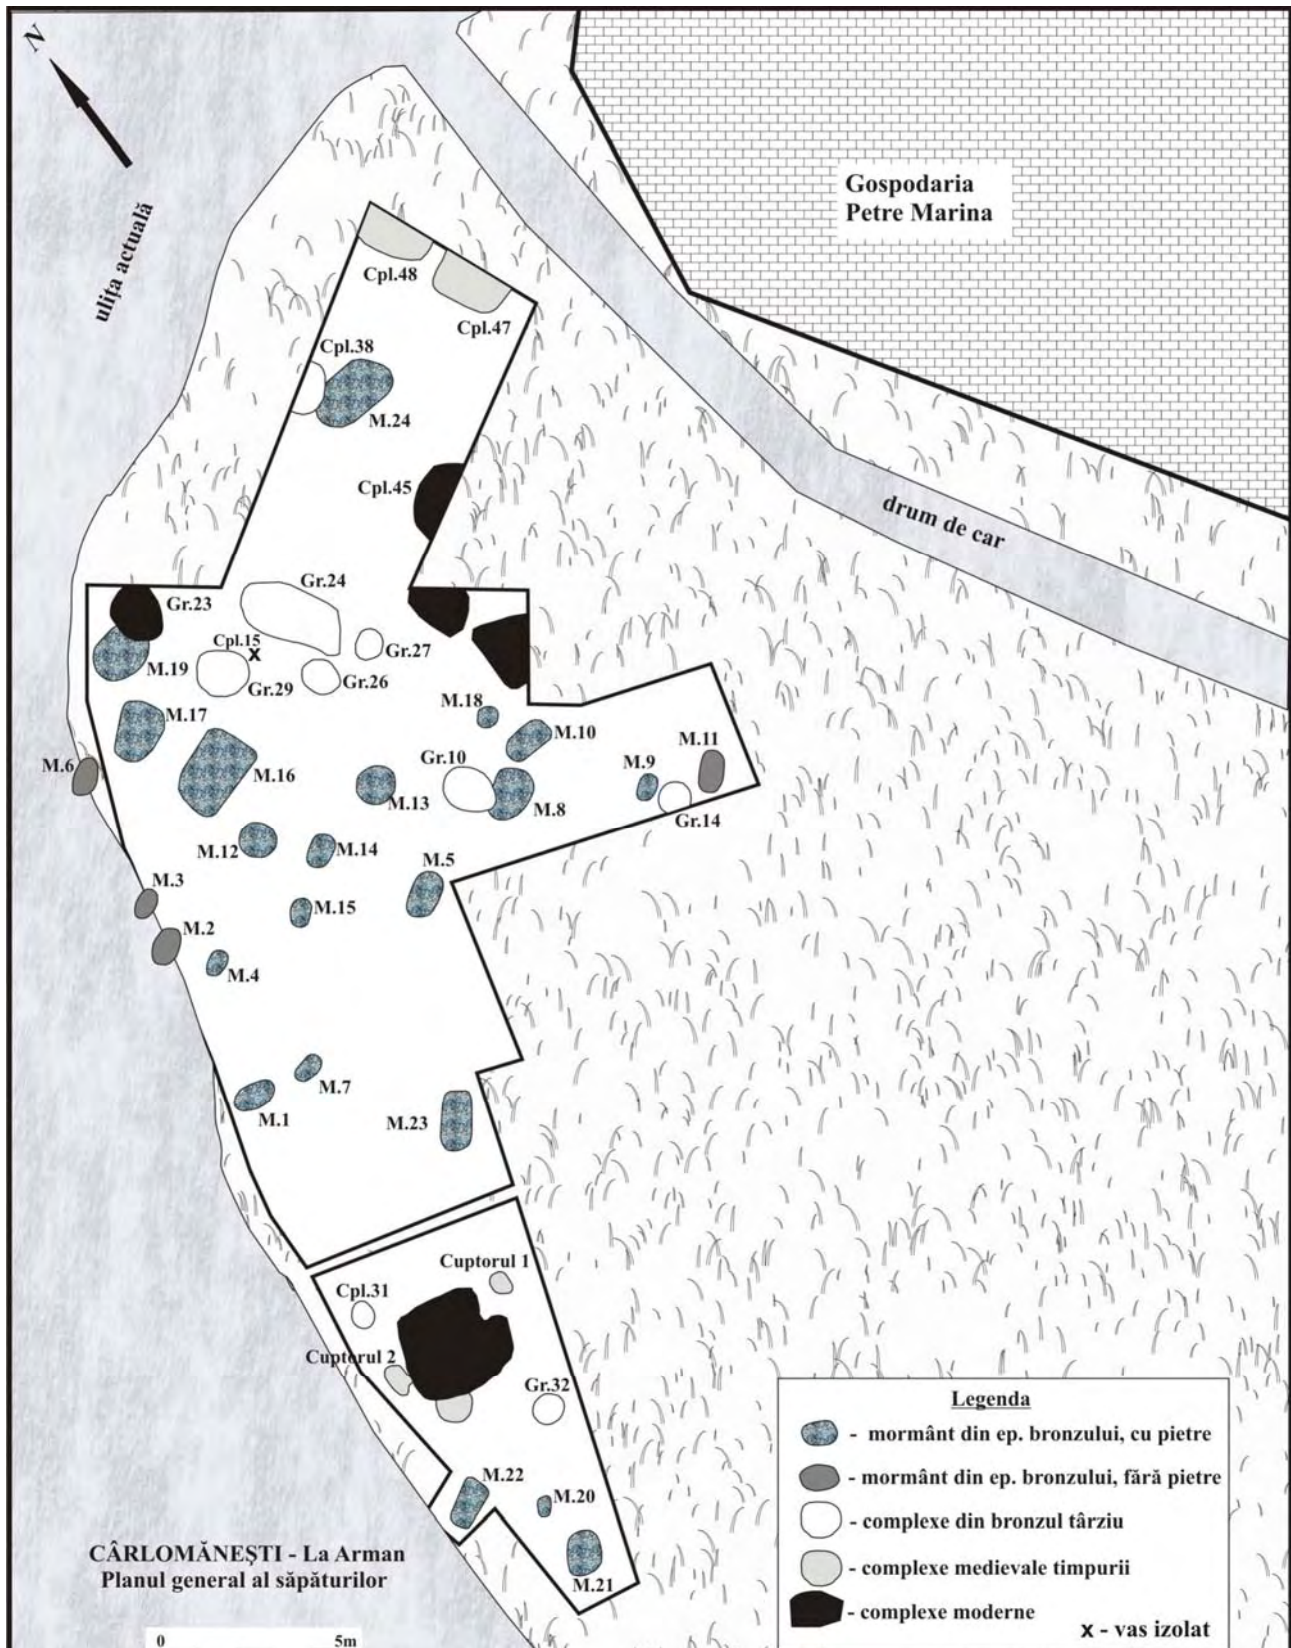 N
ulița actuală
Gospodaria
Petre Marina
Cpl.48
Cpl.47
Cpl.38
M.24
Cpl.45
drum de car
Gr.24
Gr.23
Cpl.15
x
Gr.27
M.19
Gr.29
Gr.26
M.17
M.18
M.10
M.11
M.6
M.16
Gr.10
M.9
M.13
M.8
Gr.14
M.12
M.14
M.5
M.3
M.15
M.2
M.4
M.7
M.1
M.23
Cuptorul 1
Cpl.31
Cuptorul 2
Gr.32
M.22
M.20
M.21
Legenda
- mormânt din ep. bronzului, cu pietre
- mormânt din ep. bronzului, fără pietre
- complexe din bronzul târziu
- complexe medievale timpurii
- complexe moderne
x - vas izolat
CÂRLOMĂNEȘTI - La Arman
Planul general al săpăturilor
0 5m